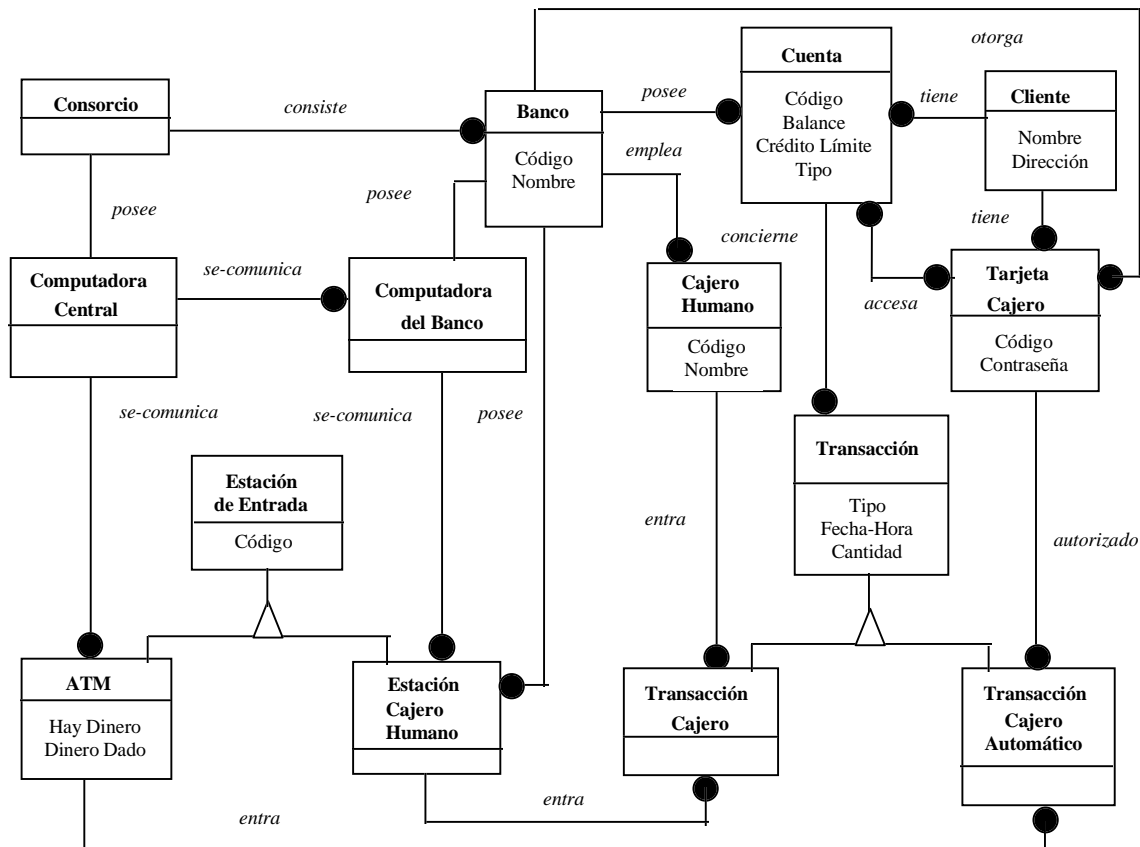 otorga
Cuenta
Código
Balance
Crédito Límite
Tipo
Consorcio
consiste
Banco
Código
Nombre
posee
emplea
tiene
Cliente
Nombre
Dirección
posee
posee
concierne
tiene
Computadora
Central
se-comunica
Computadora
del Banco
Cajero
Humano
Código
Nombre
accesa
Tarjeta
Cajero
Código
Contraseña
se-comunica
se-comunica
posee
Estación
de Entrada
Código
Transacción
Tipo
Fecha-Hora
Cantidad
entra
autorizado
ATM
Hay Dinero
Dinero Dado
Estación
Cajero
Humano
Transacción
Cajero
Transacción
Cajero
Automático
entra
entra